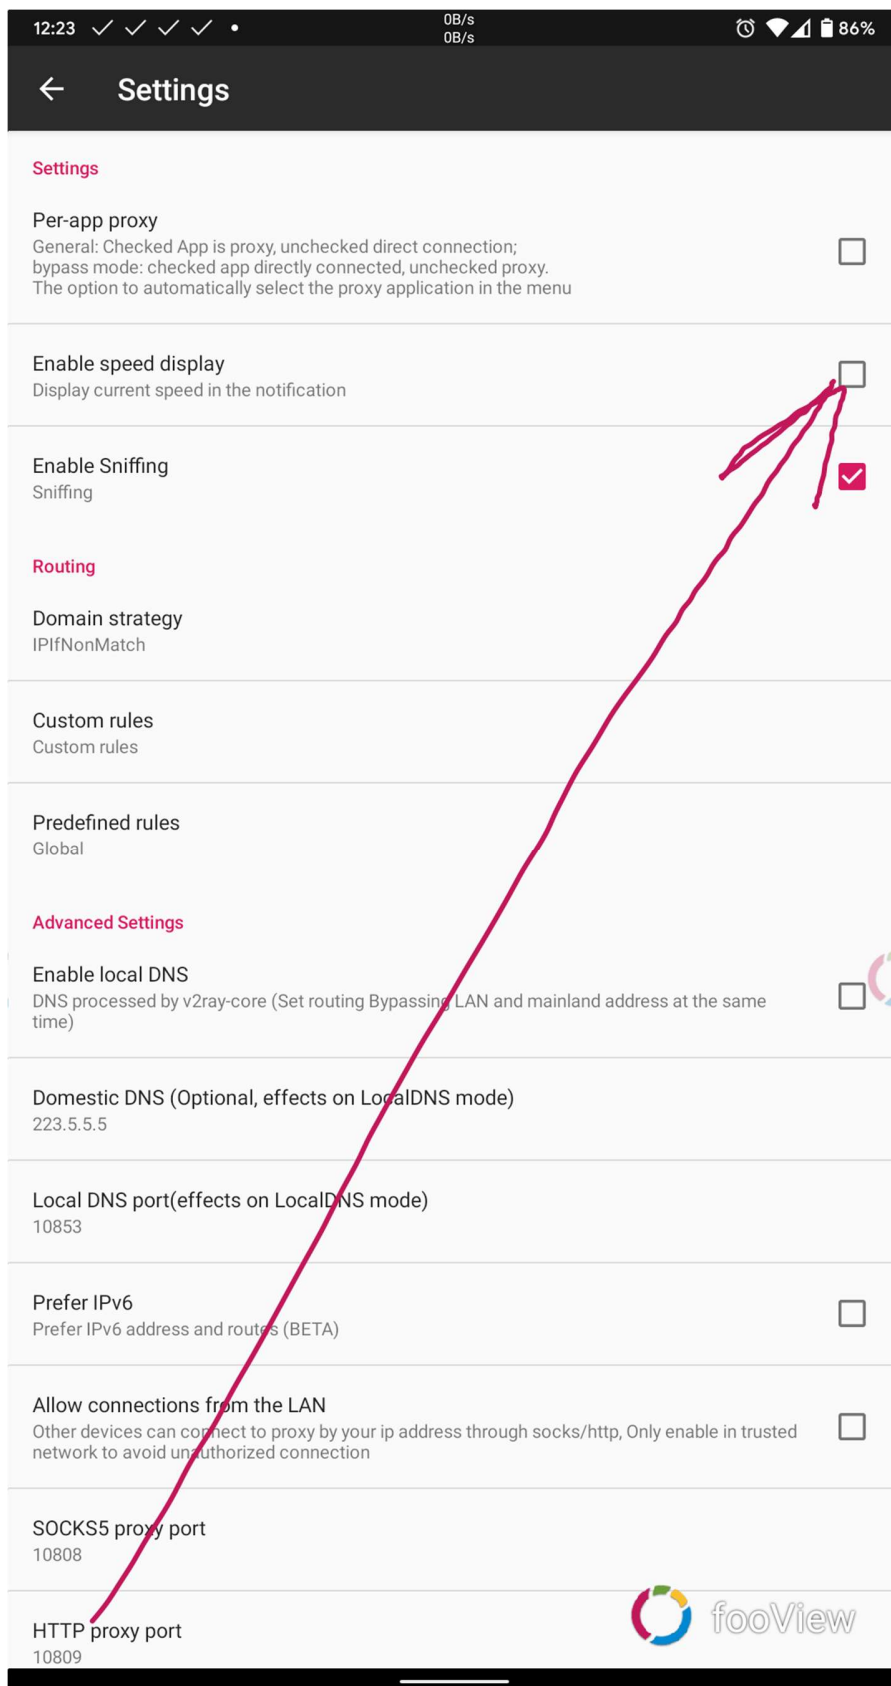 12:23
0B/s
0B/s
86%
Settings
Settings
Per-app proxy
General: Checked App is proxy, unchecked direct connection;
bypass mode: checked app directly connected, unchecked proxy.
The option to automatically select the proxy application in the menu
Enable speed display
Display current speed in the notification
Enable Sniffing
Sniffing
Routing
Domain strategy
IPIfNonMatch
Custom rules
Custom rules
Predefined rules
Global
Advanced Settings
Enable local DNS
DNS processed by v2ray-core (Set routing Bypassing LAN and mainland address at the same
time)
Domestic DNS (Optional, effects on LocalDNS mode)
223.5.5.5
Local DNS port(effects on LocalDNS mode)
10853
Prefer IPv6
Prefer IPv6 address and routes (BETA)
Allow connections from the LAN
Other devices can connect to proxy by your ip address through socks/http, Only enable in trusted
network to avoid unauthorized connection
SOCKS5 proxy port
10808
HTTP proxy port
10809
fooView